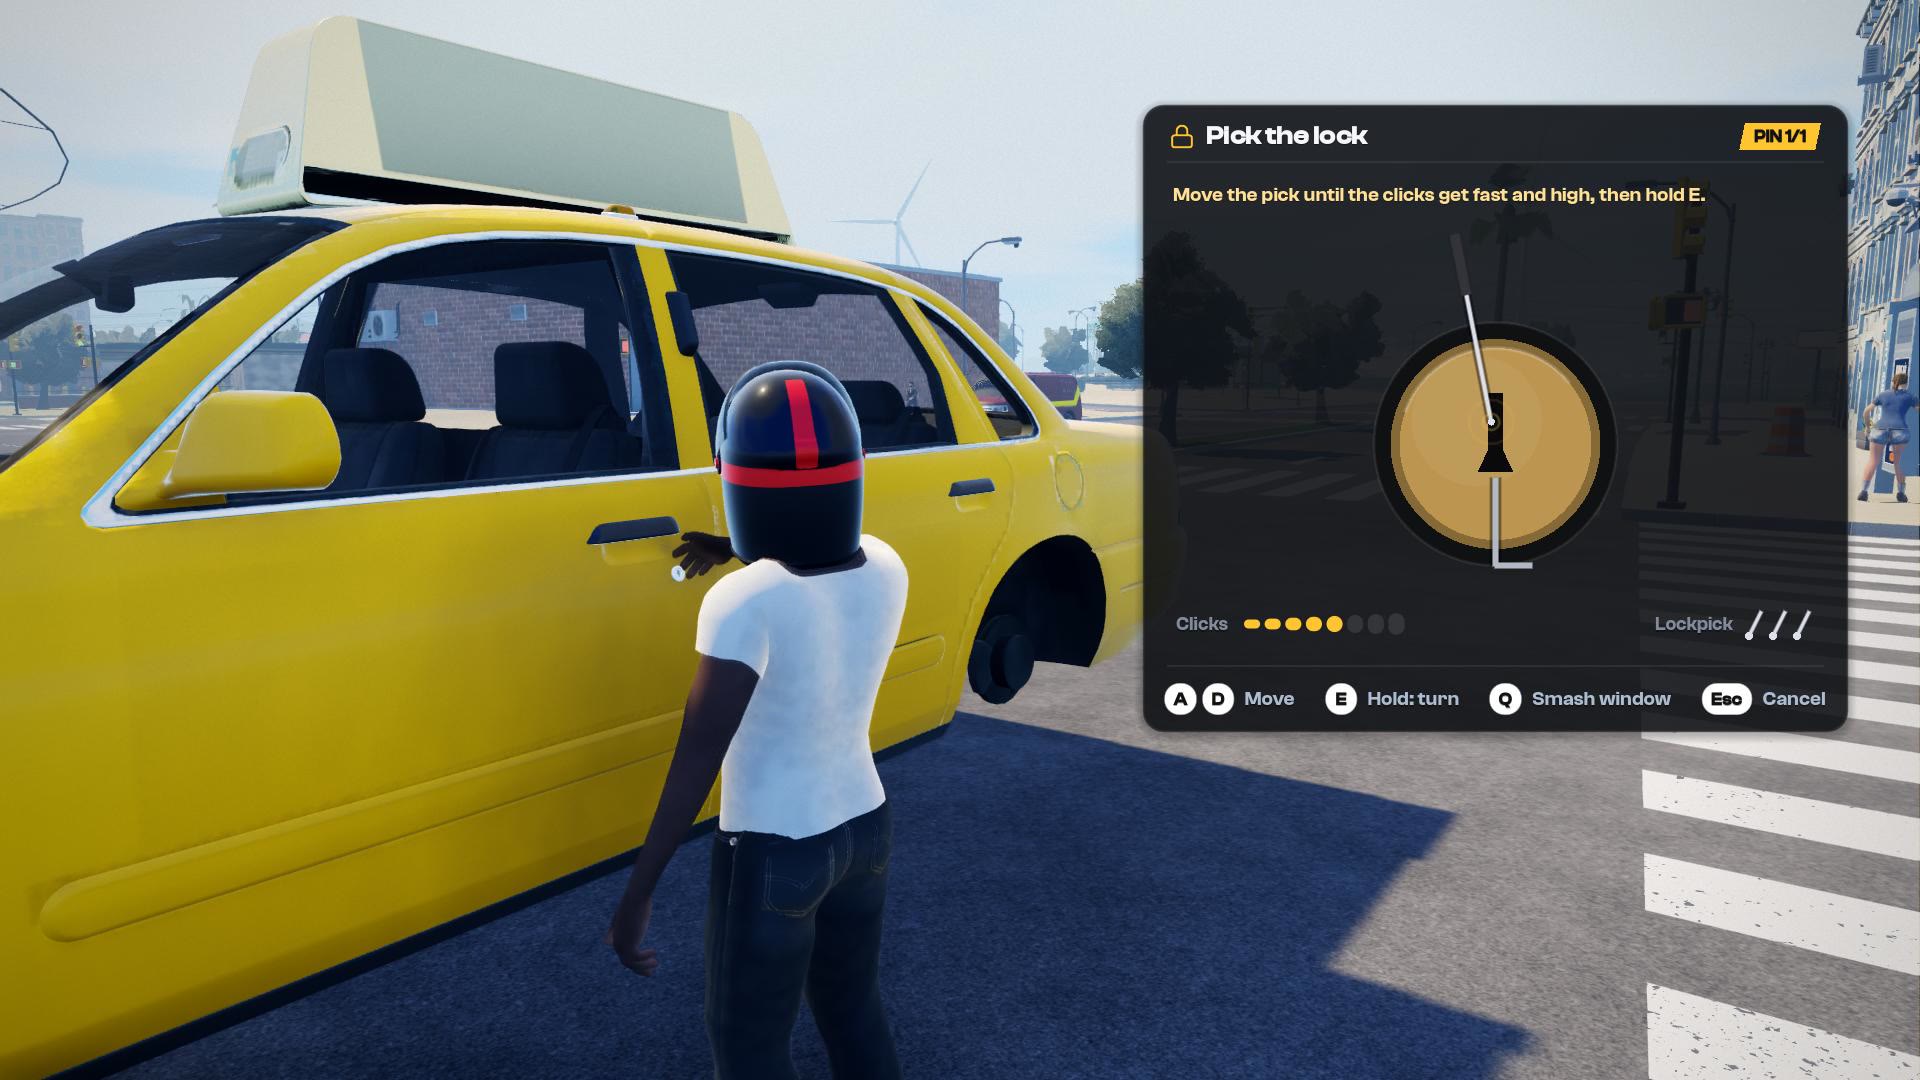 Pick the lock
PIN 1/1
Move the pick until the clicks get fast and high, then hold E.
Clicks
Lockpick
A D Move E Hold: turn Q Smash window Esc Cancel